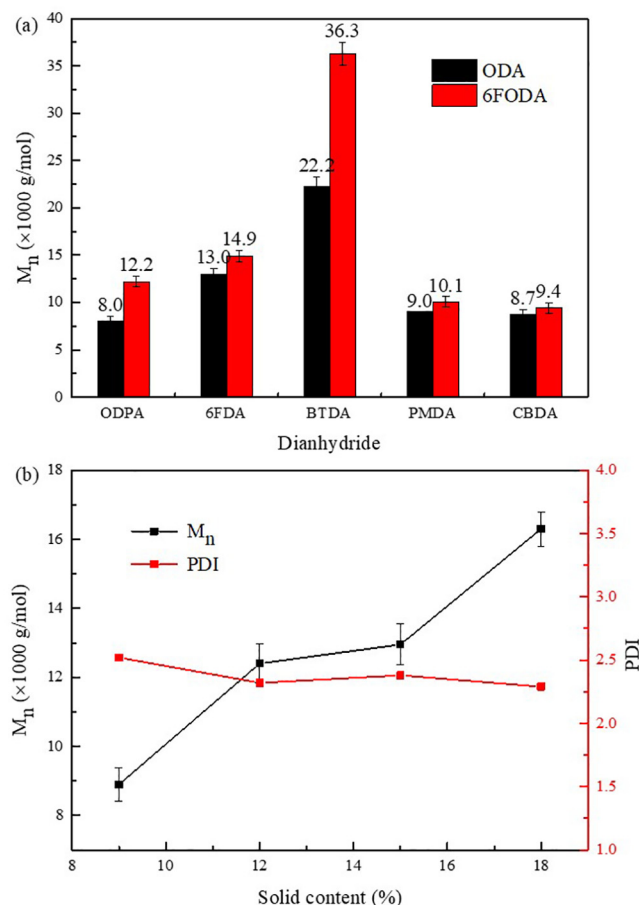 (a)
40
35
30
25
20
15
10
5
0
Mn (×1000 g/mol)
ODA
6FODA
8.0
12.2
13.0
14.9
22.2
36.3
9.0
10.1
8.7
9.4
ODPA 6FDA BTDA PMDA CBDA
Dianhydride
(b)
18
16
14
12
10
8
Mn (×1000 g/mol)
Mn
PDI
4.0
3.5
3.0
2.5
2.0
1.5
1.0
PDI
8 10 12 14 16 18
Solid content (%)